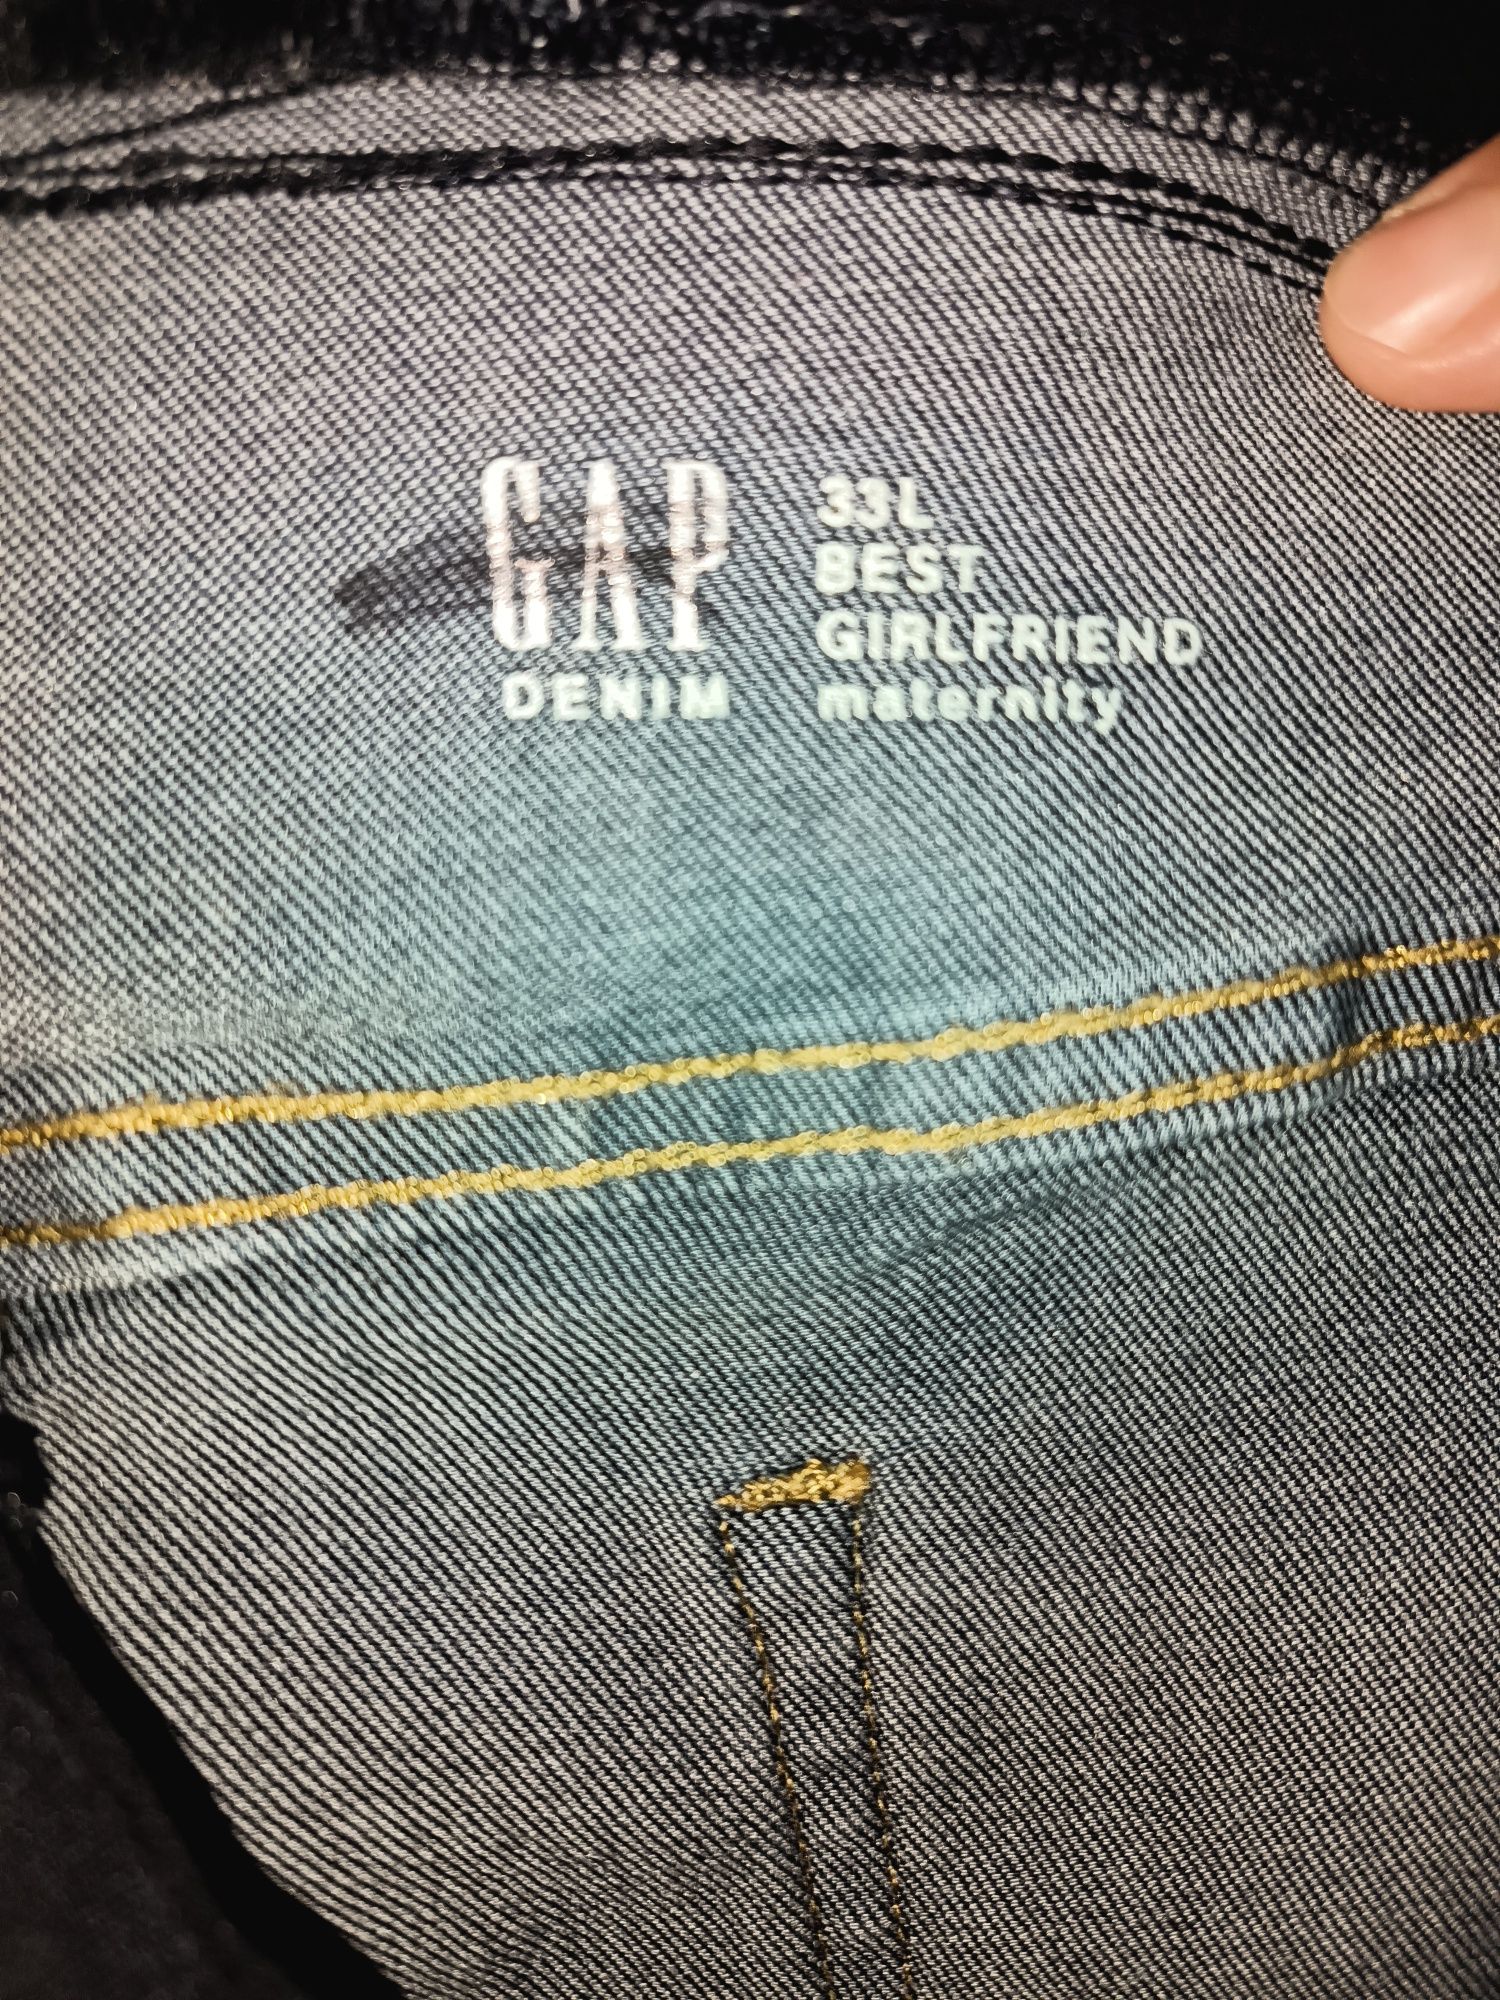 GAP
DENIM
33L
BEST
GIRLFRIEND
maternity